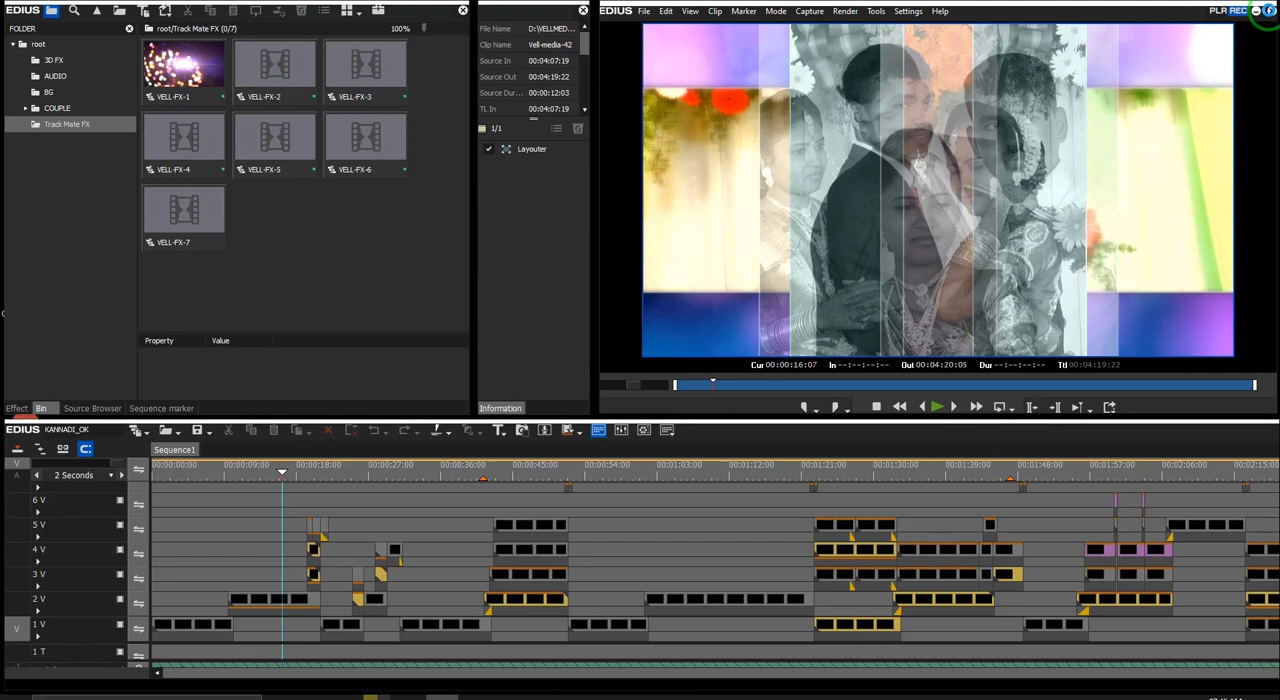 EDIUS
FOLDER
root
3D FX
AUDIO
BG
COUPLE
Track Mate FX
root/Track Mate FX (0/7)
100%
VELL-FX-1
VELL-FX-2
VELL-FX-3
VELL-FX-4
VELL-FX-5
VELL-FX-6
VELL-FX-7
Property Value
Effect Bin Source Browser Sequence marker
File Name D:\VELLMED...
Clip Name Vell-media-42
Source In 00:04:07:19
Source Out 00:04:19:22
Source Dur... 00:00:12:03
TL In 00:04:07:19
1/1
Layouter
Information
EDIUS File Edit View Clip Marker Mode Capture Render Tools Settings Help PLR REC
Cur 00:00:16:07 In --:--:--:-- Out 00:04:20:05 Dur --:--:--:-- Ttl 00:04:19:22
EDIUS KANNADI_OK
Sequence1
V
A
2 Seconds
00:00:00:00 00:00:09:00 00:00:18:00 00:00:27:00 00:00:36:00 00:00:45:00 00:00:54:00 00:01:03:00 00:01:12:00 00:01:21:00 00:01:30:00 00:01:39:00 00:01:48:00 00:01:57:00 00:02:06:00 00:02:15:00
6 V
5 V
4 V
3 V
2 V
V 1 V
1 T